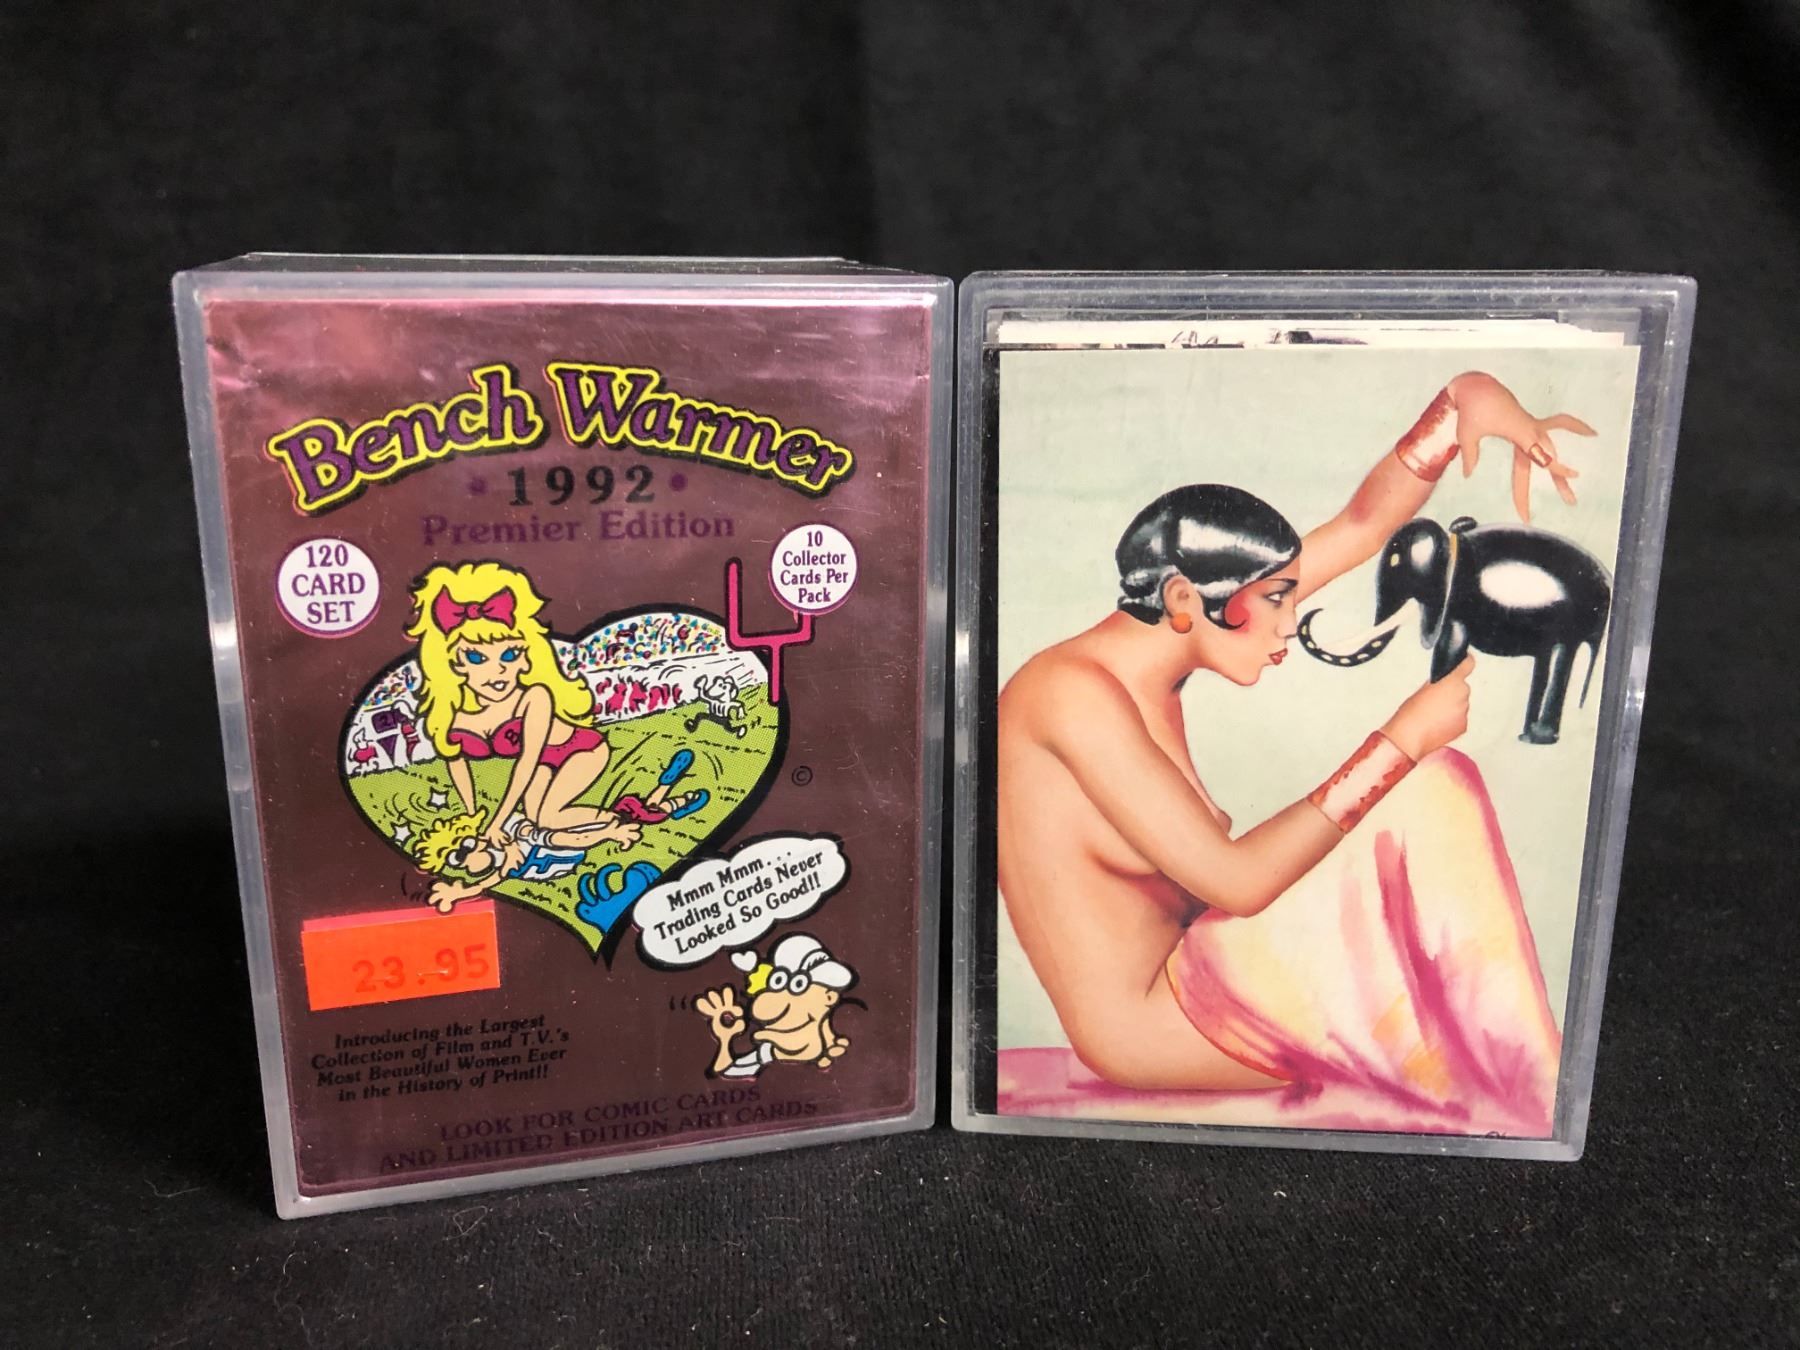 Bench Warmer
• 1992 •
Premier Edition
120
CARD
SET
10
Collector
Cards Per
Pack
B
©
Mmm Mmm. . .
Trading Cards Never
Looked So Good!!
23.95
Introducing the Largest
Collection of Film and T.V.'s
Most Beautiful Women Ever
in the History of Print!!
LOOK FOR COMIC CARDS
AND LIMITED EDITION ART CARDS